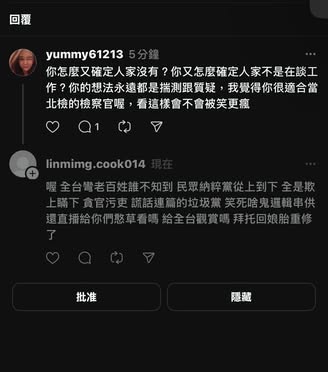 回覆
yummy61213 5分鐘
你怎麼又確定人家沒有？你又怎麼確定人家不是在談工
作？你的想法永遠都是揣測跟質疑，我覺得你很適合當
北檢的檢察官喔，看這樣會不會被笑更瘋
1
linmimg.cook014 現在
喔 全台彎老百姓誰不知到 民眾納粹黨從上到下 全是欺
上瞞下 貪官污吏 謊話連篇的垃圾黨 笑死啥鬼邏輯串供
還直播給你們憨草看嗎 給全台觀賞嗎 拜托回娘胎重修
了
批准
隱藏